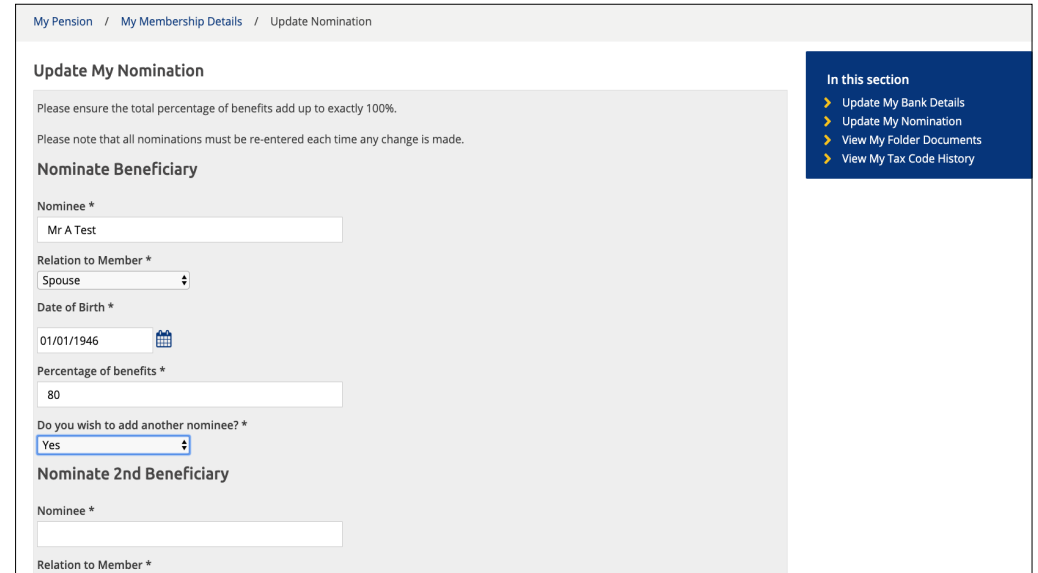 My Pension / My Membership Details / Update Nomination
Update My Nomination
Please ensure the total percentage of benefits add up to exactly 100%.
Please note that all nominations must be re-entered each time any change is made.
Nominate Beneficiary
Nominee *
Mr A Test
Relation to Member *
Spouse
Date of Birth *
01/01/1946
Percentage of benefits *
80
Do you wish to add another nominee? *
Yes
Nominate 2nd Beneficiary
Nominee *
Relation to Member *
In this section
Update My Bank Details
Update My Nomination
View My Folder Documents
View My Tax Code History